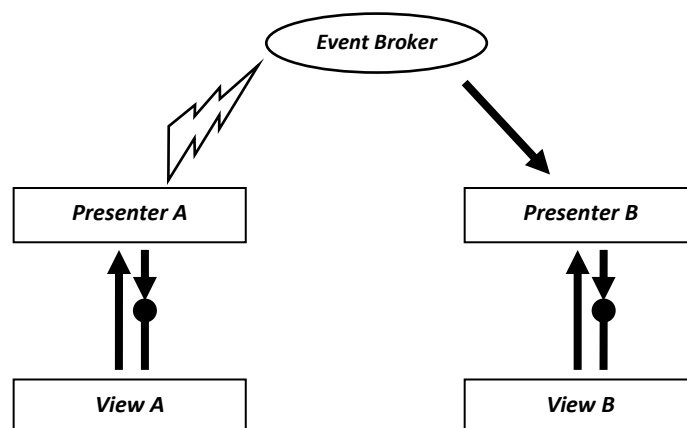 Event Broker
Presenter A
Presenter B
View A
View B